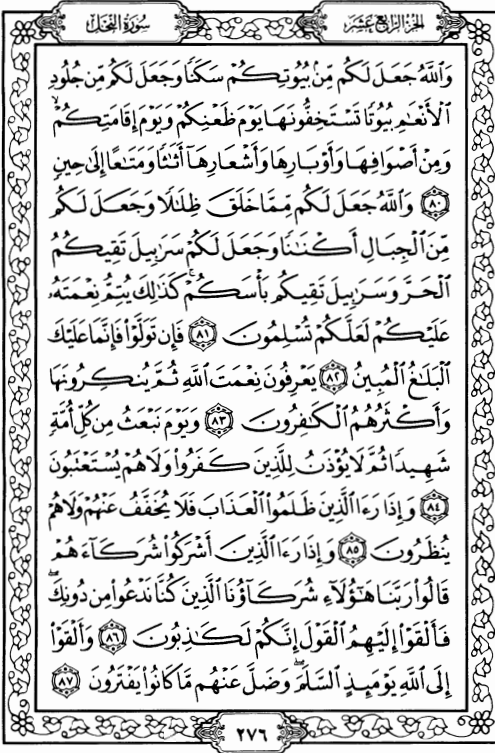 الجزء الرابع عشر
سورة النحل
وَٱللَّهُ جَعَلَ لَكُم مِّنۢ بُيُوتِكُمْ سَكَنًا وَجَعَلَ لَكُم مِّن جُلُودِ
ٱلْأَنْعَٰمِ بُيُوتًا تَسْتَخِفُّونَهَا يَوْمَ ظَعْنِكُمْ وَيَوْمَ إِقَامَتِكُمْ ۙ
وَمِنْ أَصْوَافِهَا وَأَوْبَارِهَا وَأَشْعَارِهَآ أَثَٰثًا وَمَتَٰعًا إِلَىٰ حِينٍ
٨٠ وَٱللَّهُ جَعَلَ لَكُم مِّمَّا خَلَقَ ظِلَٰلًا وَجَعَلَ لَكُم
مِّنَ ٱلْجِبَالِ أَكْنَٰنًا وَجَعَلَ لَكُمْ سَرَٰبِيلَ تَقِيكُمُ
ٱلْحَرَّ وَسَرَٰبِيلَ تَقِيكُم بَأْسَكُمْ ۚ كَذَٰلِكَ يُتِمُّ نِعْمَتَهُۥ
عَلَيْكُمْ لَعَلَّكُمْ تُسْلِمُونَ ٨١ فَإِن تَوَلَّوْا۟ فَإِنَّمَا عَلَيْكَ
ٱلْبَلَٰغُ ٱلْمُبِينُ ٨٢ يَعْرِفُونَ نِعْمَتَ ٱللَّهِ ثُمَّ يُنكِرُونَهَا
وَأَكْثَرُهُمُ ٱلْكَٰفِرُونَ ٨٣ وَيَوْمَ نَبْعَثُ مِن كُلِّ أُمَّةٍ
شَهِيدًا ثُمَّ لَا يُؤْذَنُ لِلَّذِينَ كَفَرُوا۟ وَلَا هُمْ يُسْتَعْتَبُونَ
٨٤ وَإِذَا رَءَا ٱلَّذِينَ ظَلَمُوا۟ ٱلْعَذَابَ فَلَا يُخَفَّفُ عَنْهُمْ وَلَا هُمْ
يُنظَرُونَ ٨٥ وَإِذَا رَءَا ٱلَّذِينَ أَشْرَكُوا۟ شُرَكَآءَهُمْ
قَالُوا۟ رَبَّنَا هَٰٓؤُلَآءِ شُرَكَآؤُنَا ٱلَّذِينَ كُنَّا نَدْعُوا۟ مِن دُونِكَ ۖ
فَأَلْقَوْا۟ إِلَيْهِمُ ٱلْقَوْلَ إِنَّكُمْ لَكَٰذِبُونَ ٨٦ وَأَلْقَوْا۟
إِلَى ٱللَّهِ يَوْمَئِذٍ ٱلسَّلَمَ ۖ وَضَلَّ عَنْهُم مَّا كَانُوا۟ يَفْتَرُونَ ٨٧
٢٧٦